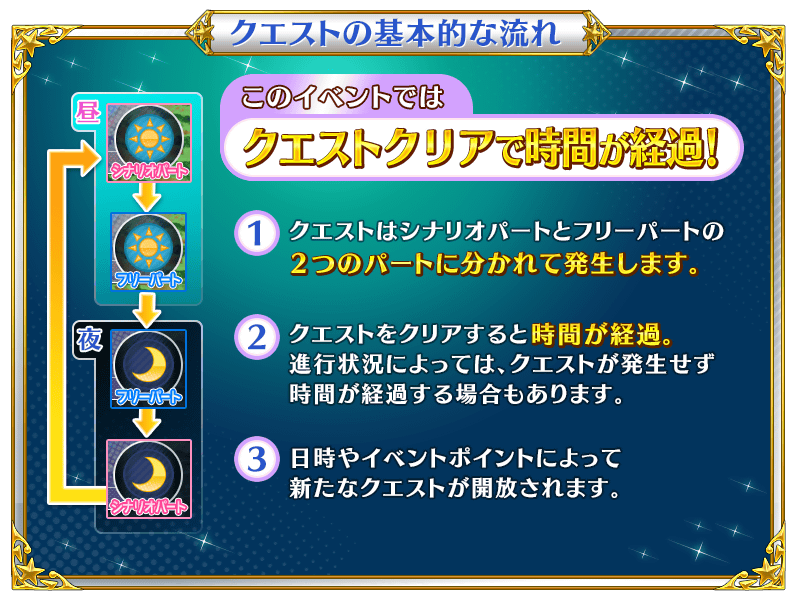 クエストの基本的な流れ
このイベントでは
クエストクリアで時間が経過!
昼
シナリオパート
フリーパート
夜
フリーパート
シナリオパート
1 クエストはシナリオパートとフリーパートの
2つのパートに分かれて発生します。
2 クエストをクリアすると時間が経過。
進行状況によっては、クエストが発生せず
時間が経過する場合もあります。
3 日時やイベントポイントによって
新たなクエストが開放されます。